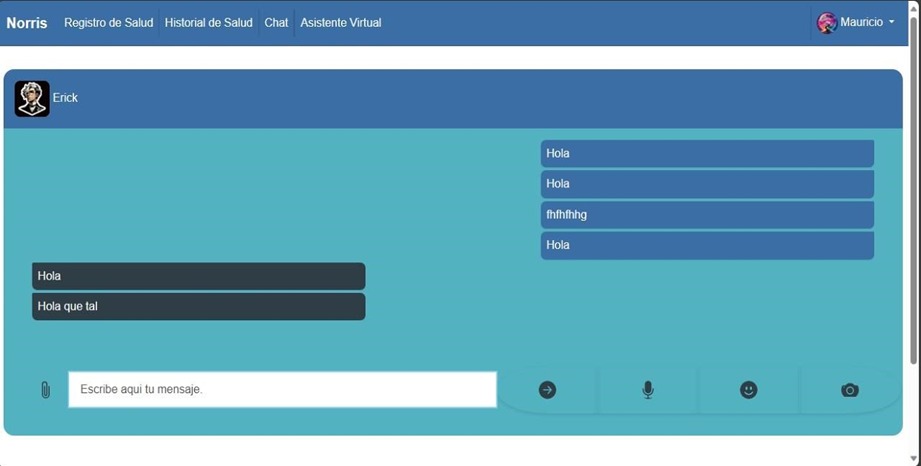 Norris Registro de Salud Historial de Salud Chat Asistente Virtual Mauricio
Erick
Hola
Hola
fhfhfhhg
Hola
Hola
Hola que tal
Escribe aqui tu mensaje.